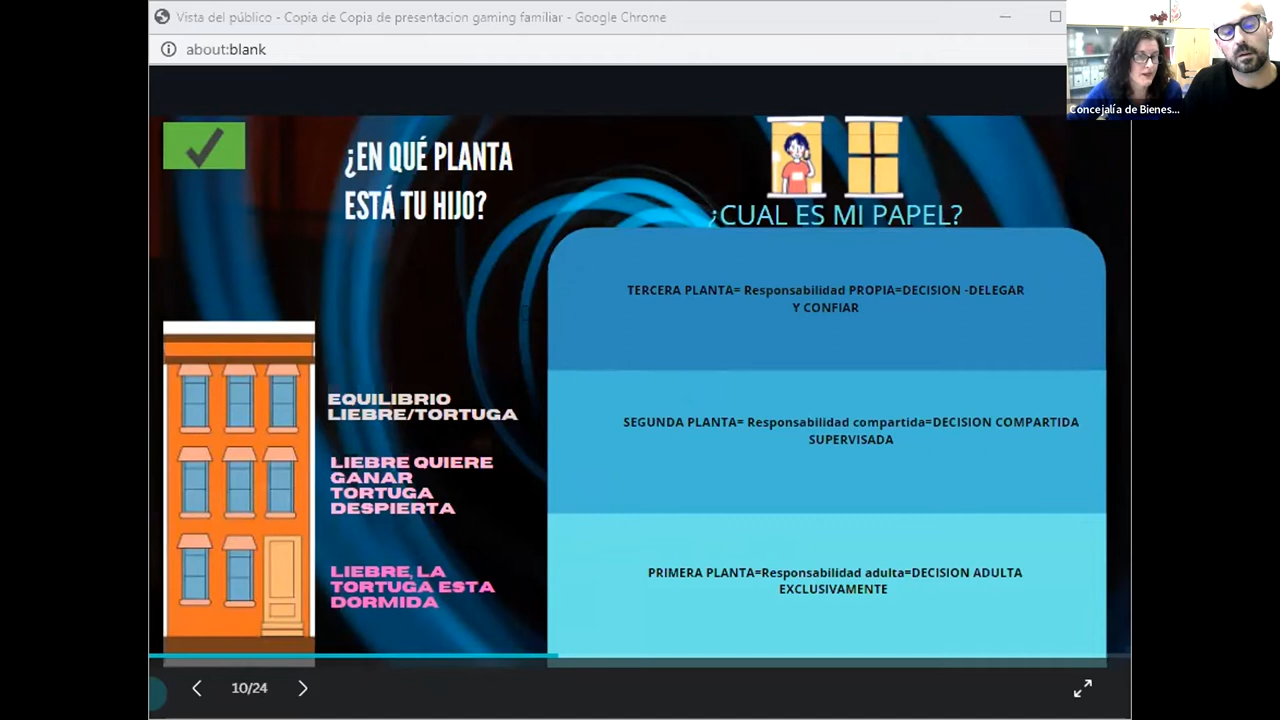 Vista del público - Copia de Copia de presentacion gaming familiar - Google Chrome
about:blank
Concejalía de Bienes...
¿EN QUÉ PLANTA
ESTÁ TU HIJO?
¿CUAL ES MI PAPEL?
TERCERA PLANTA= Responsabilidad PROPIA=DECISION -DELEGAR
Y CONFIAR
EQUILIBRIO
LIEBRE/TORTUGA
SEGUNDA PLANTA= Responsabilidad compartida=DECISION COMPARTIDA
SUPERVISADA
LIEBRE QUIERE
GANAR
TORTUGA
DESPIERTA
PRIMERA PLANTA=Responsabilidad adulta=DECISION ADULTA
EXCLUSIVAMENTE
LIEBRE, LA
TORTUGA ESTA
DORMIDA
10/24